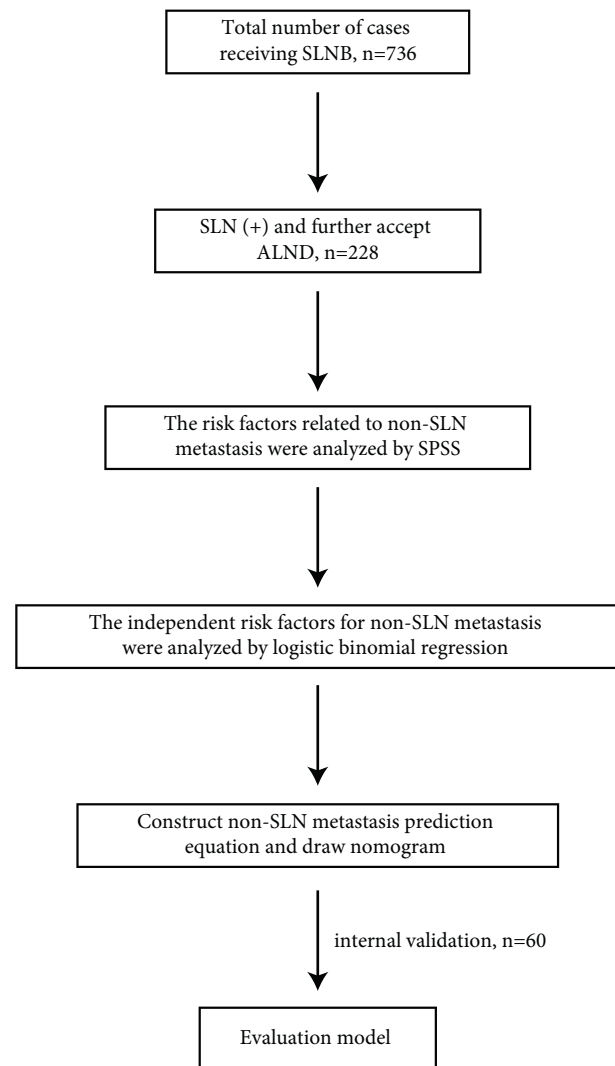 Total number of cases
receiving SLNB, n=736
SLN (+) and further accept
ALND, n=228
The risk factors related to non-SLN
metastasis were analyzed by SPSS
The independent risk factors for non-SLN metastasis
were analyzed by logistic binomial regression
Construct non-SLN metastasis prediction
equation and draw nomogram
internal validation, n=60
Evaluation model